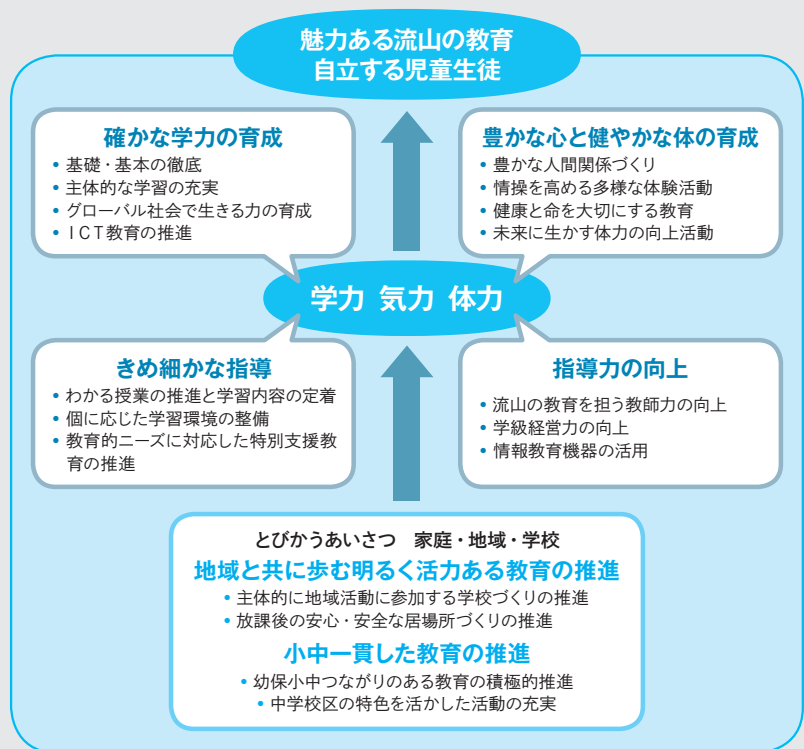 魅力ある流山の教育
自立する児童生徒
確かな学力の育成
• 基礎・基本の徹底
• 主体的な学習の充実
• グローバル社会で生きる力の育成
• ICT教育の推進
豊かな心と健やかな体の育成
• 豊かな人間関係づくり
• 情操を高める多様な体験活動
• 健康と命を大切にする教育
• 未来に生かす体力の向上活動
学力 気力 体力
きめ細かな指導
• わかる授業の推進と学習内容の定着
• 個に応じた学習環境の整備
• 教育的ニーズに対応した特別支援教
育の推進
指導力の向上
• 流山の教育を担う教師力の向上
• 学級経営力の向上
• 情報教育機器の活用
とびかうあいさつ　家庭・地域・学校
地域と共に歩む明るく活力ある教育の推進
• 主体的に地域活動に参加する学校づくりの推進
• 放課後の安心・安全な居場所づくりの推進
小中一貫した教育の推進
• 幼保小中つながりのある教育の積極的推進
• 中学校区の特色を活かした活動の充実